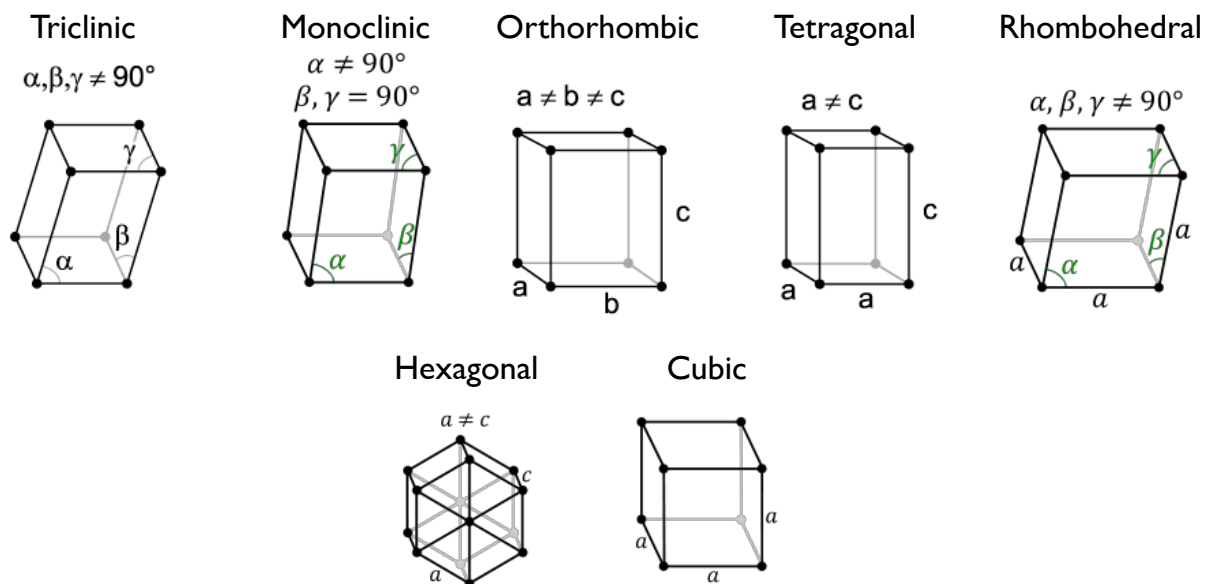 Triclinic
α,β,γ ≠ 90°
γ
β
α
Monoclinic
α ≠ 90°
β, γ = 90°
γ
β
α
Orthorhombic
a ≠ b ≠ c
c
a
b
Tetragonal
a ≠ c
c
a
a
Rhombohedral
α, β, γ ≠ 90°
γ
a
β
a
α
a
Hexagonal
a ≠ c
c
a
Cubic
a
a
a